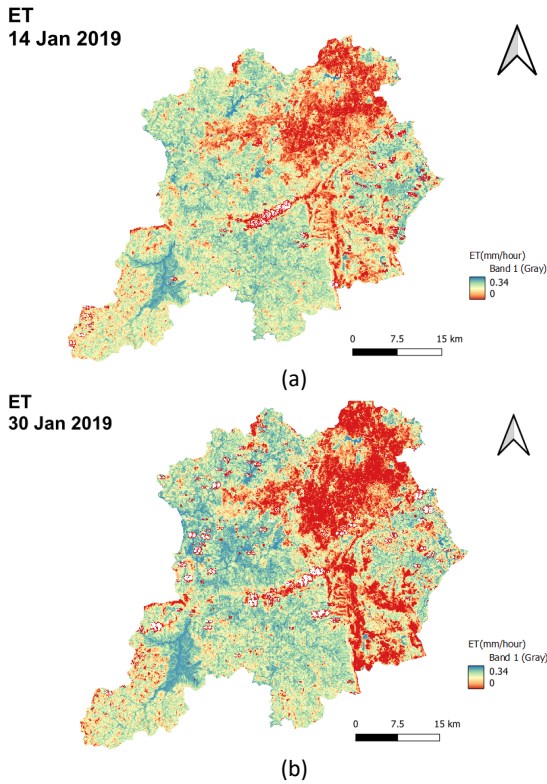 ET
14 Jan 2019
ET(mm/hour)
Band 1 (Gray)
0.34
0
0 7.5 15 km
(a)
ET
30 Jan 2019
ET(mm/hour)
Band 1 (Gray)
0.34
0
0 7.5 15 km
(b)